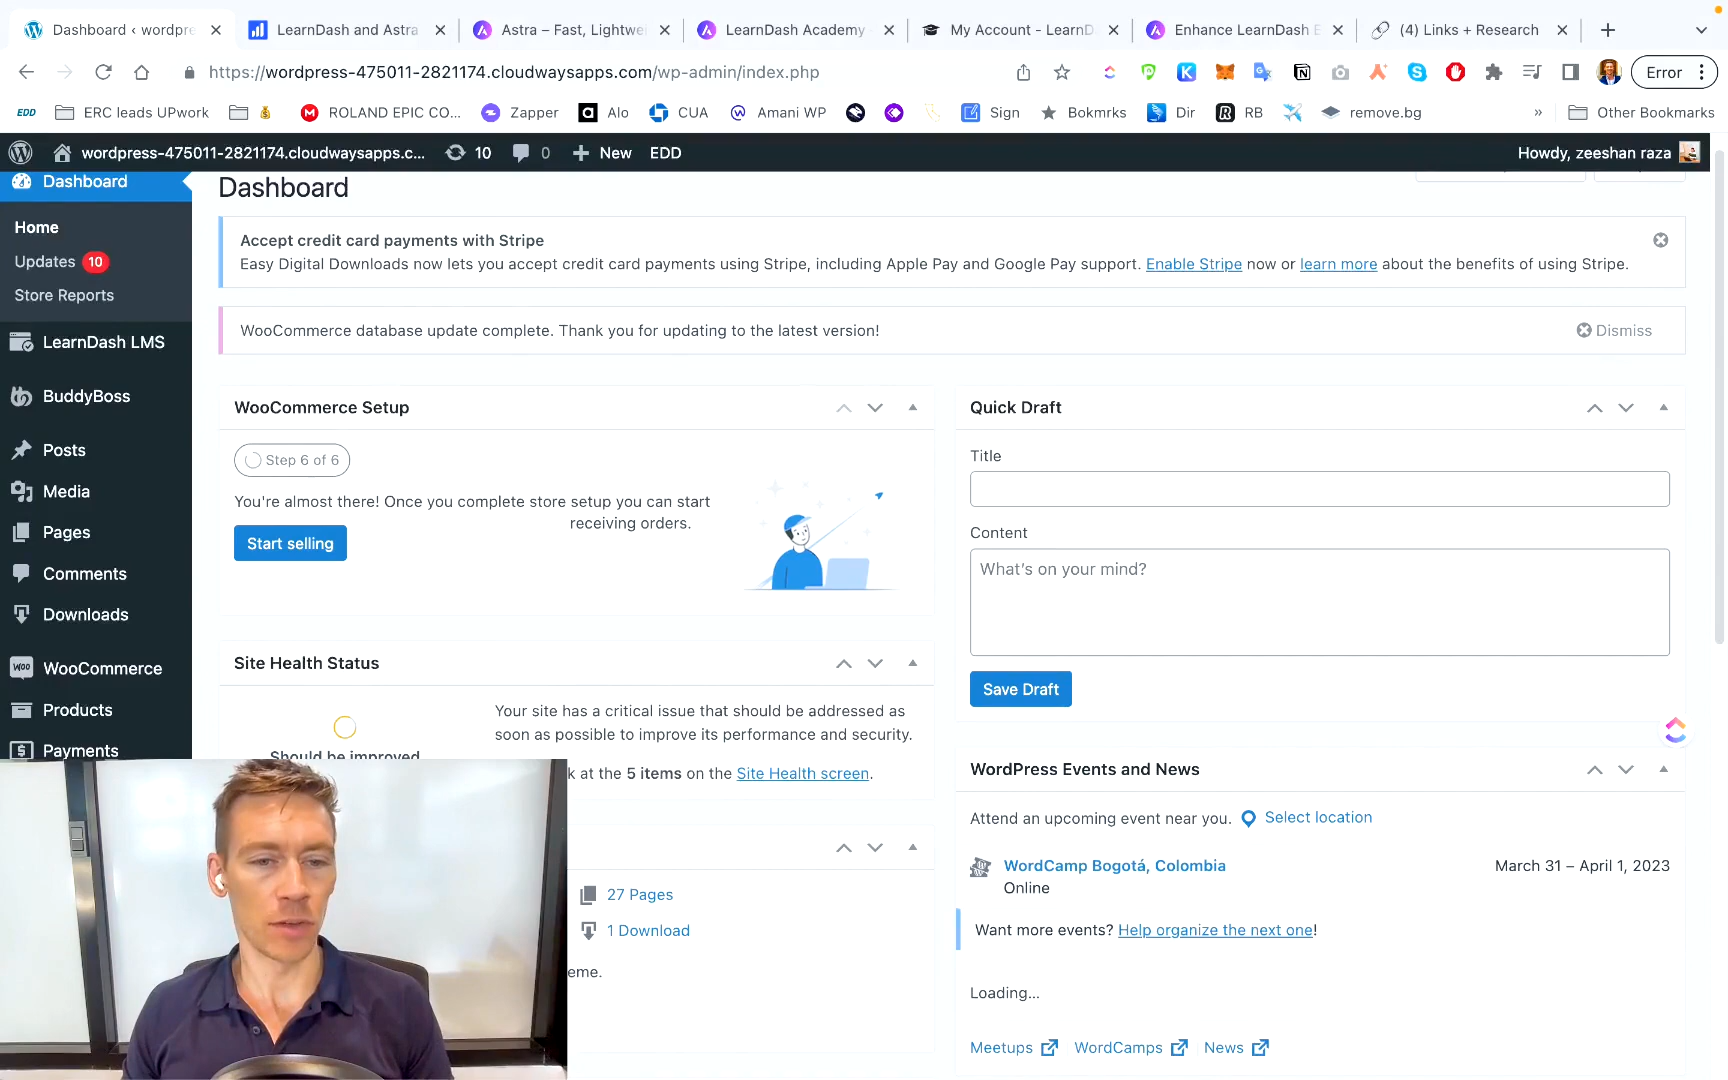 Dashboard ‹ wordpre
LearnDash and Astra
Astra – Fast, Lightwei
LearnDash Academy
My Account - LearnD
Enhance LearnDash E
(4) Links + Research
https://wordpress-475011-2821174.cloudwaysapps.com/wp-admin/index.php
Error
EDD
ERC leads UPwork
ROLAND EPIC CO...
Zapper
Alo
CUA
Amani WP
Sign
Bokmrks
Dir
RB
remove.bg
»
Other Bookmarks
wordpress-475011-2821174.cloudwaysapps.c...
10
0
New
EDD
Howdy, zeeshan raza
Dashboard
Home
Updates 10
Store Reports
LearnDash LMS
BuddyBoss
Posts
Media
Pages
Comments
Downloads
WooCommerce
Products
Payments
Dashboard
Accept credit card payments with Stripe
Easy Digital Downloads now lets you accept credit card payments using Stripe, including Apple Pay and Google Pay support. Enable Stripe now or learn more about the benefits of using Stripe.
WooCommerce database update complete. Thank you for updating to the latest version!
Dismiss
WooCommerce Setup
Step 6 of 6
You're almost there! Once you complete store setup you can start
receiving orders.
Start selling
Site Health Status
Should be improved
Your site has a critical issue that should be addressed as
soon as possible to improve its performance and security.
k at the 5 items on the Site Health screen.
27 Pages
1 Download
eme.
Quick Draft
Title
Content
What's on your mind?
Save Draft
WordPress Events and News
Attend an upcoming event near you.
Select location
WordCamp Bogotá, Colombia
March 31 – April 1, 2023
Online
Want more events? Help organize the next one!
Loading...
Meetups
WordCamps
News